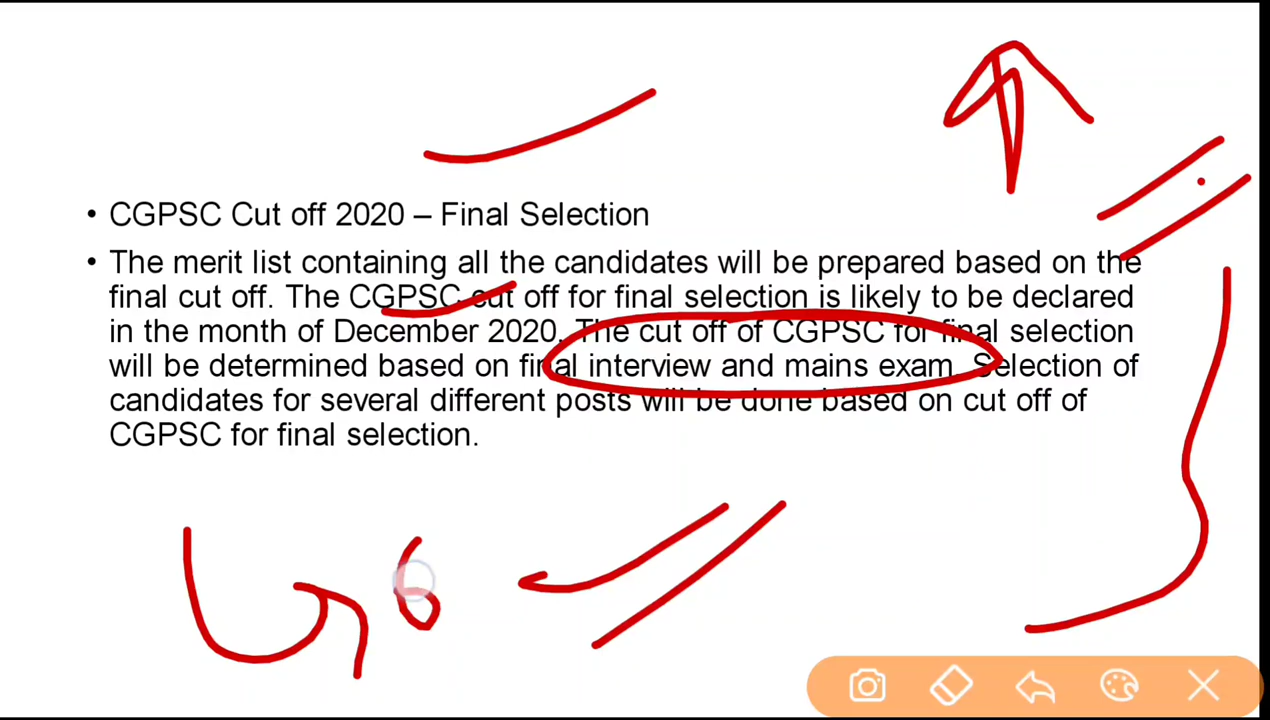 • CGPSC Cut off 2020 – Final Selection
• The merit list containing all the candidates will be prepared based on the
final cut off. The CGPSC cut off for final selection is likely to be declared
in the month of December 2020. The cut off of CGPSC for final selection
will be determined based on final interview and mains exam. Selection of
candidates for several different posts will be done based on cut off of
CGPSC for final selection.